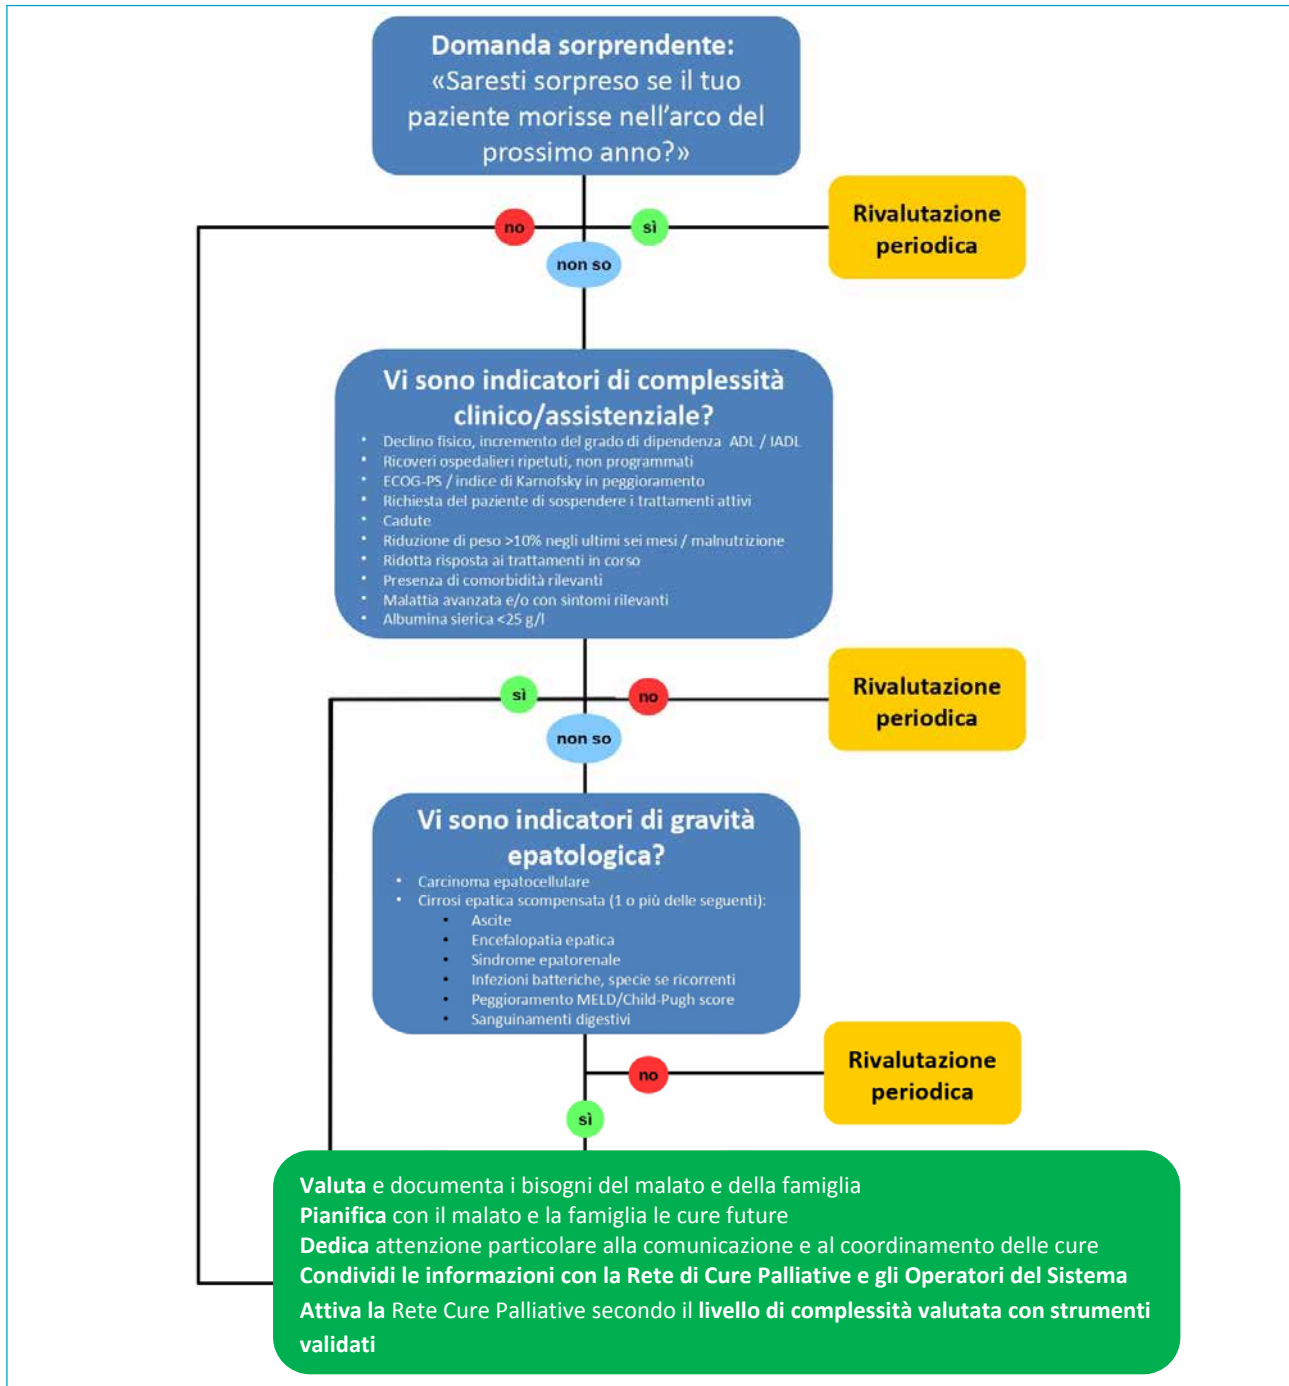 Domanda sorprendente:
«Saresti sorpreso se il tuo
paziente morisse nell'arco del
prossimo anno?»
no
sì
non so
Rivalutazione
periodica
Vi sono indicatori di complessità
clinico/assistenziale?
• Declino fisico, incremento del grado di dipendenza ADL / IADL
• Ricoveri ospedalieri ripetuti, non programmati
• ECOG-PS / indice di Karnofsky in peggioramento
• Richiesta del paziente di sospendere i trattamenti attivi
• Cadute
• Riduzione di peso >10% negli ultimi sei mesi / malnutrizione
• Ridotta risposta ai trattamenti in corso
• Presenza di comorbidità rilevanti
• Malattia avanzata e/o con sintomi rilevanti
• Albumina sierica <25 g/l
sì
no
non so
Rivalutazione
periodica
Vi sono indicatori di gravità
epatologica?
• Carcinoma epatocellulare
• Cirrosi epatica scompensata (1 o più delle seguenti):
• Ascite
• Encefalopatia epatica
• Sindrome epatorenale
• Infezioni batteriche, specie se ricorrenti
• Peggioramento MELD/Child-Pugh score
• Sanguinamenti digestivi
no
Rivalutazione
periodica
sì
Valuta e documenta i bisogni del malato e della famiglia
Pianifica con il malato e la famiglia le cure future
Dedica attenzione particolare alla comunicazione e al coordinamento delle cure
Condividi le informazioni con la Rete di Cure Palliative e gli Operatori del Sistema
Attiva la Rete Cure Palliative secondo il livello di complessità valutata con strumenti
validati